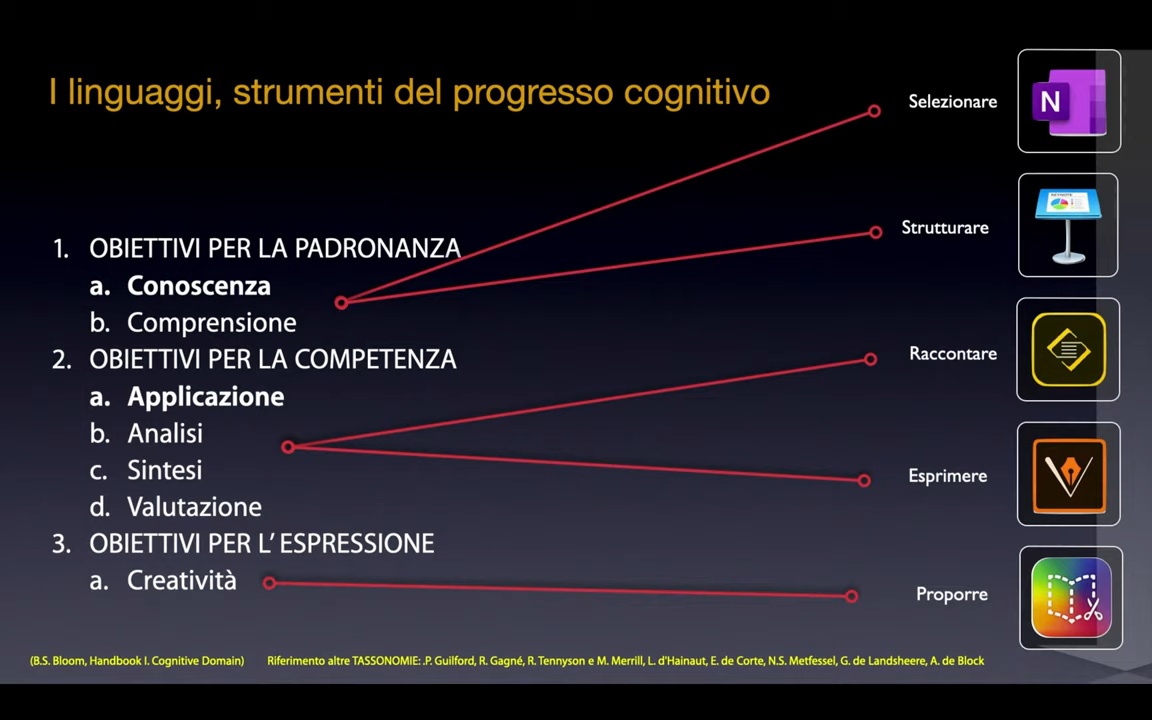 I linguaggi, strumenti del progresso cognitivo
1. OBIETTIVI PER LA PADRONANZA
a. Conoscenza
b. Comprensione
2. OBIETTIVI PER LA COMPETENZA
a. Applicazione
b. Analisi
c. Sintesi
d. Valutazione
3. OBIETTIVI PER L’ ESPRESSIONE
a. Creatività
Selezionare
N
Strutturare
Raccontare
Esprimere
Proporre
(B.S. Bloom, Handbook I. Cognitive Domain) Riferimento altre TASSONOMIE: .P. Guilford, R. Gagné, R. Tennyson e M. Merrill, L. d'Hainaut, E. de Corte, N.S. Metfessel, G. de Landsheere, A. de Block